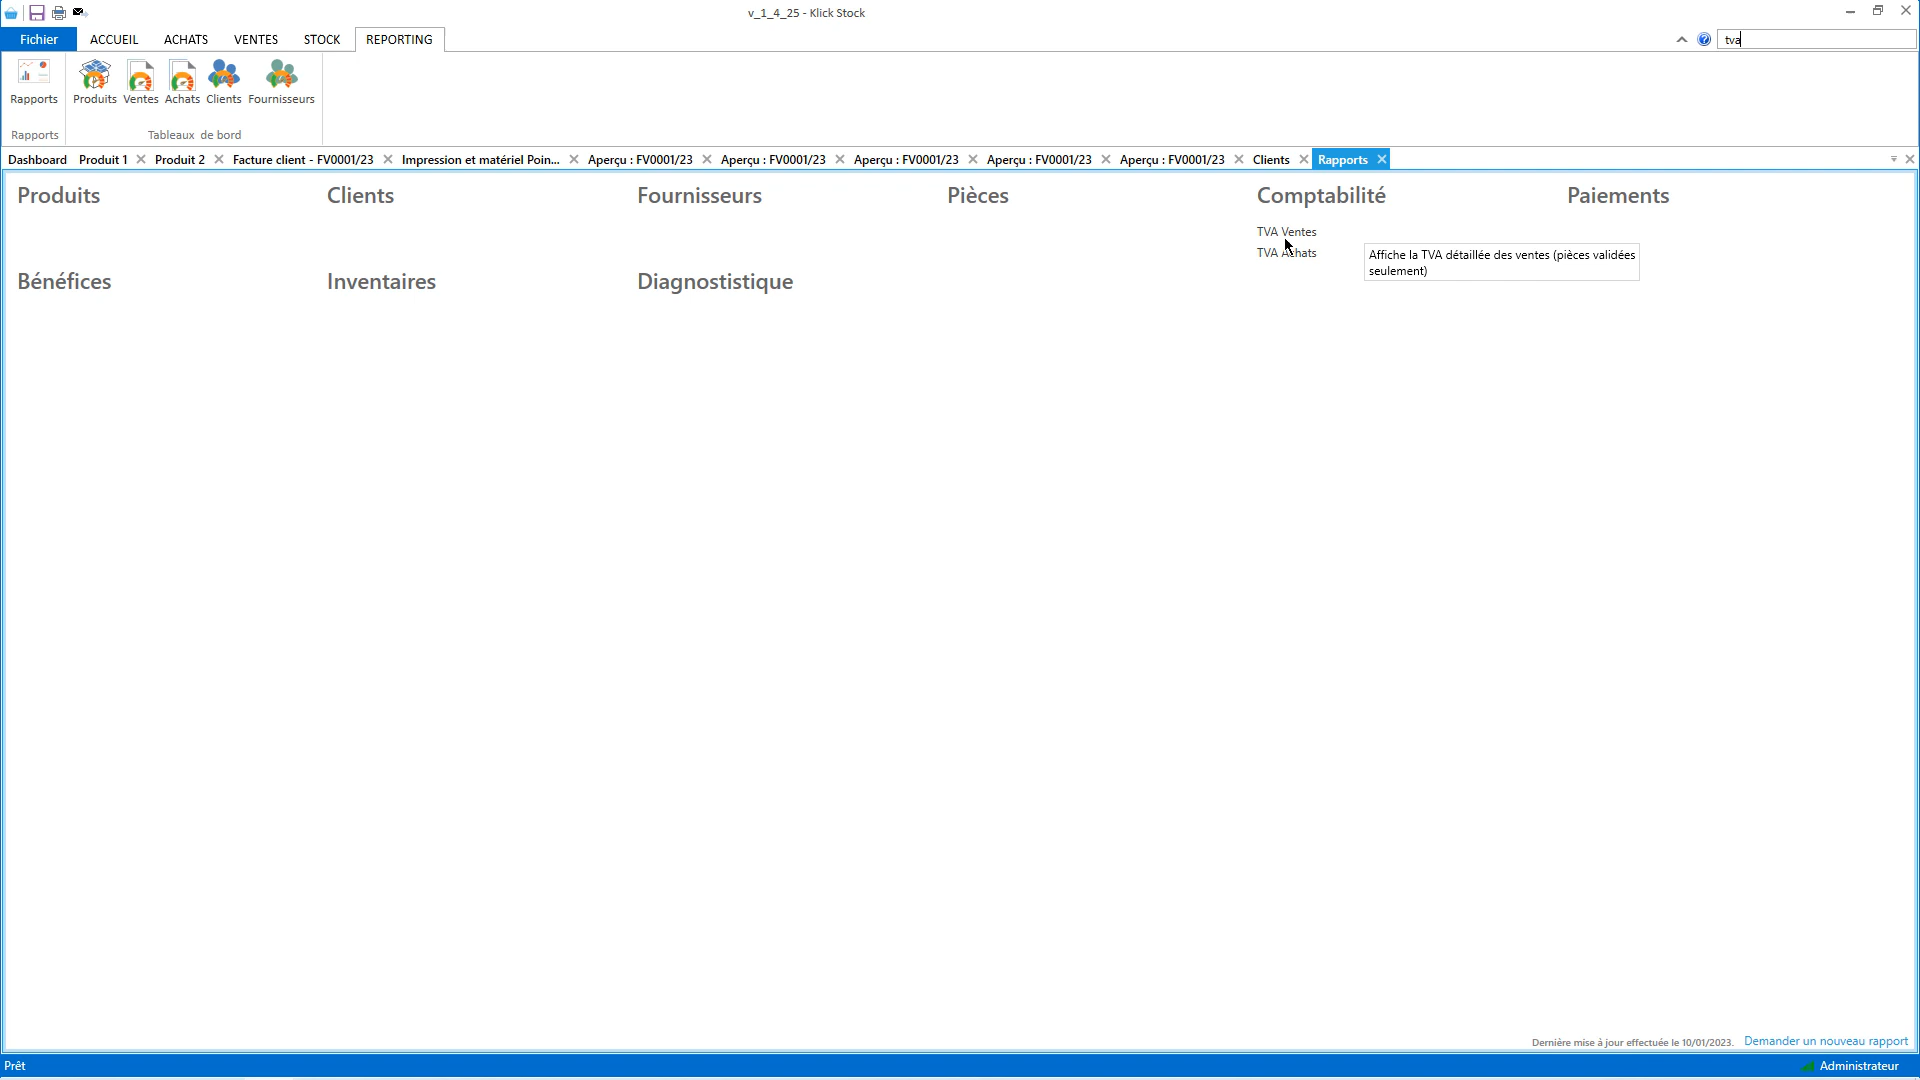 v_1_4_25 - Klick Stock
Fichier ACCUEIL ACHATS VENTES STOCK REPORTING tva
Rapports Produits Ventes Achats Clients Fournisseurs
Rapports Tableaux de bord
Dashboard Produit 1 Produit 2 Facture client - FV0001/23 Impression et matériel Poin... Aperçu : FV0001/23 Aperçu : FV0001/23 Aperçu : FV0001/23 Aperçu : FV0001/23 Aperçu : FV0001/23 Clients Rapports
Produits Clients Fournisseurs Pièces Comptabilité Paiements
TVA Ventes
TVA Achats
Affiche la TVA détaillée des ventes (pièces validées
seulement)
Bénéfices Inventaires Diagnostistique
Dernière mise à jour effectuée le 10/01/2023. Demander un nouveau rapport
Prêt Administrateur